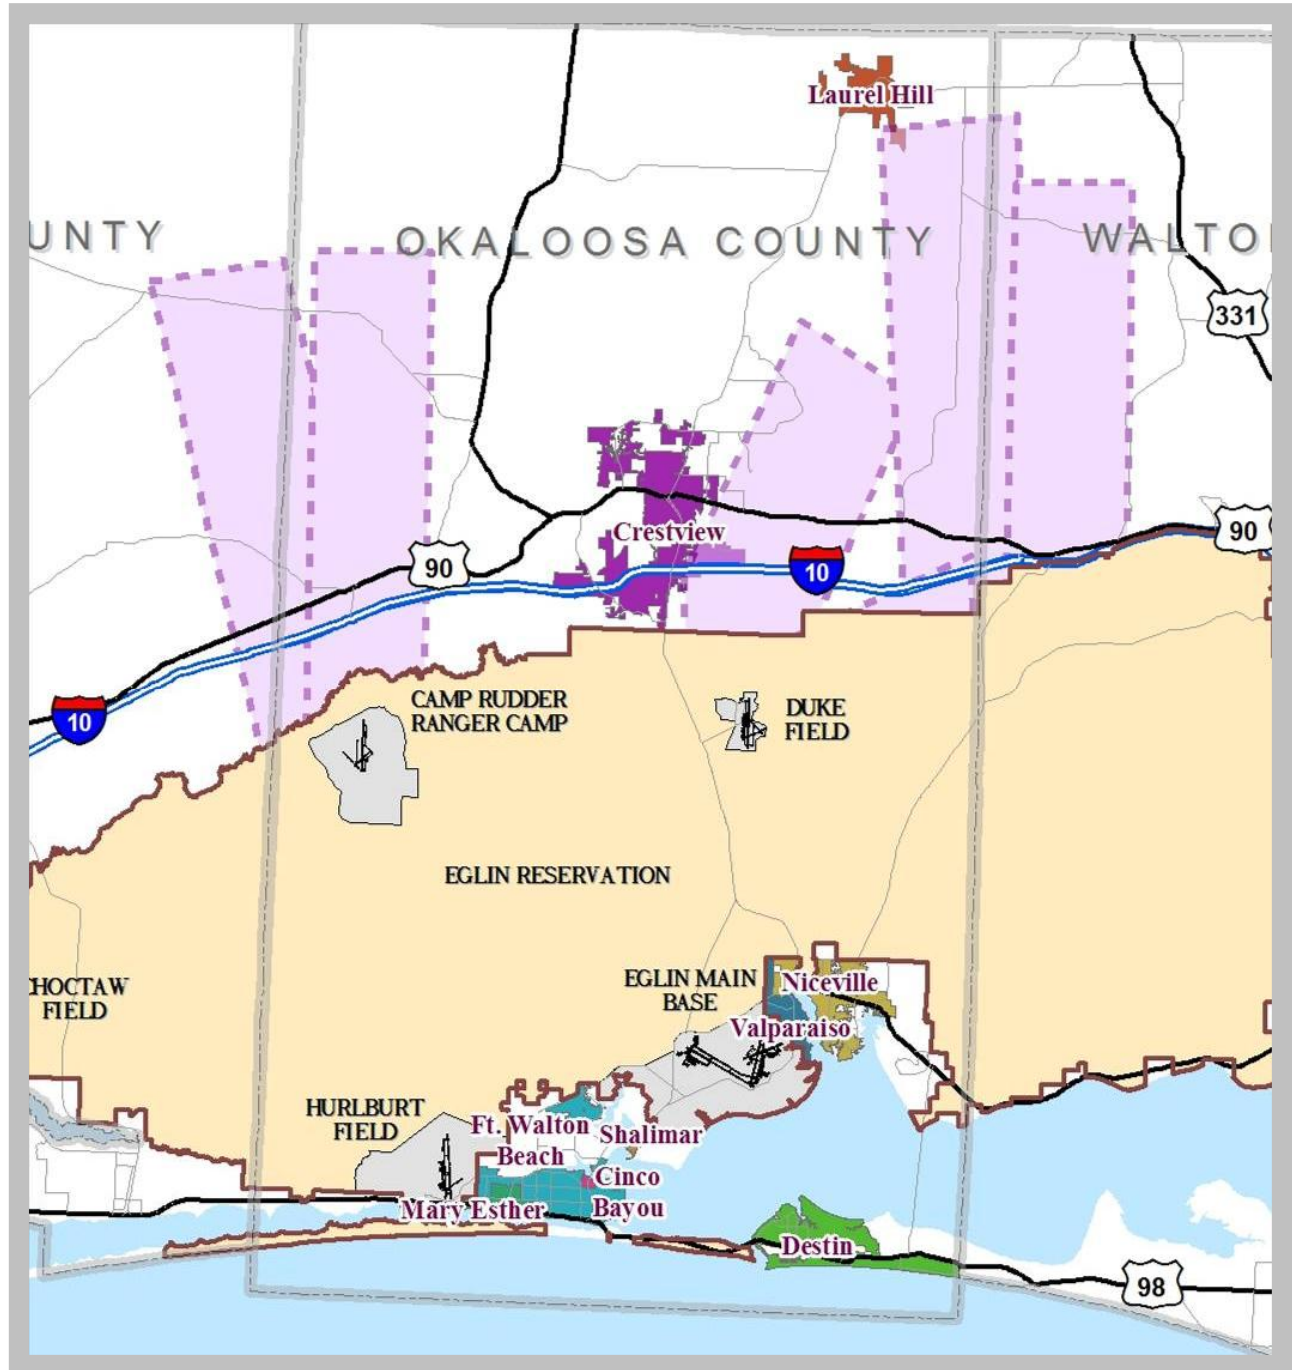 Laurel Hill
UNTY
OKALOOSA COUNTY
WALTO
331
Crestview
90
90
10
10
CAMP RUDDER
RANGER CAMP
DUKE
FIELD
EGLIN RESERVATION
CHOCTAW
FIELD
EGLIN MAIN
BASE
Niceville
Valparaiso
HURLBURT
FIELD
Ft. Walton
Beach
Shalimar
Cinco
Bayou
Mary Esther
Destin
98